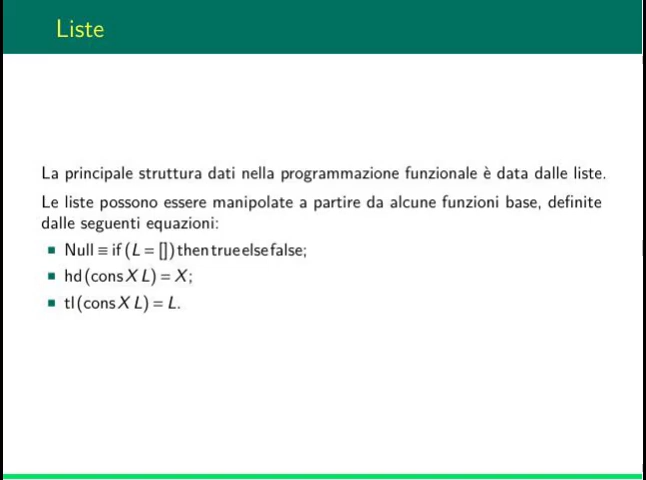 Liste
La principale struttura dati nella programmazione funzionale è data dalle liste.
Le liste possono essere manipolate a partire da alcune funzioni base, definite
dalle seguenti equazioni:
▪ Null ≡ if (L = []) then true else false;
▪ hd (cons X L) = X;
▪ tl (cons X L) = L.